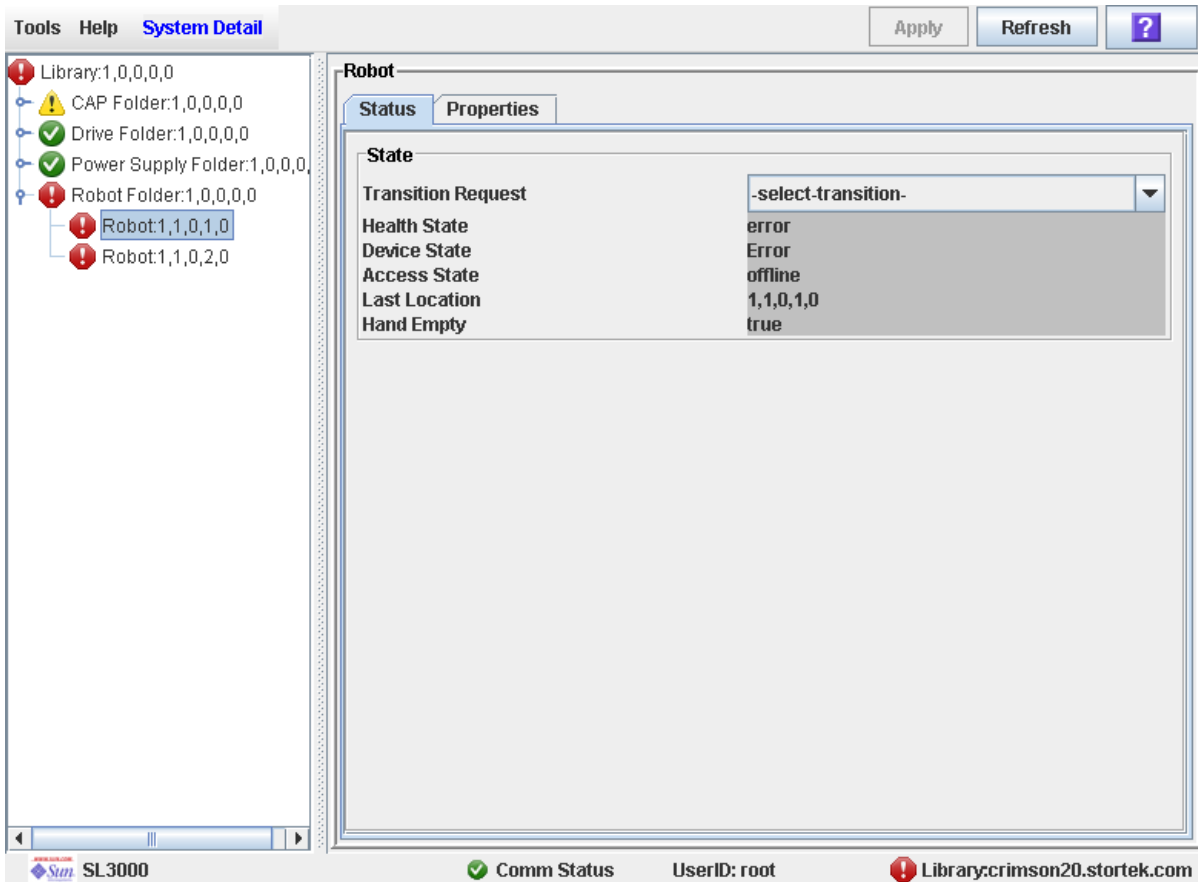 Tools Help System Detail
Apply Refresh ?
Library:1,0,0,0,0
CAP Folder:1,0,0,0,0
Drive Folder:1,0,0,0,0
Power Supply Folder:1,0,0,0,
Robot Folder:1,0,0,0,0
Robot:1,1,0,1,0
Robot:1,1,0,2,0
Robot
Status Properties
State
Transition Request -select-transition-
Health State error
Device State Error
Access State offline
Last Location 1,1,0,1,0
Hand Empty true
Sun SL3000 Comm Status UserID: root Library:crimson20.stortek.com